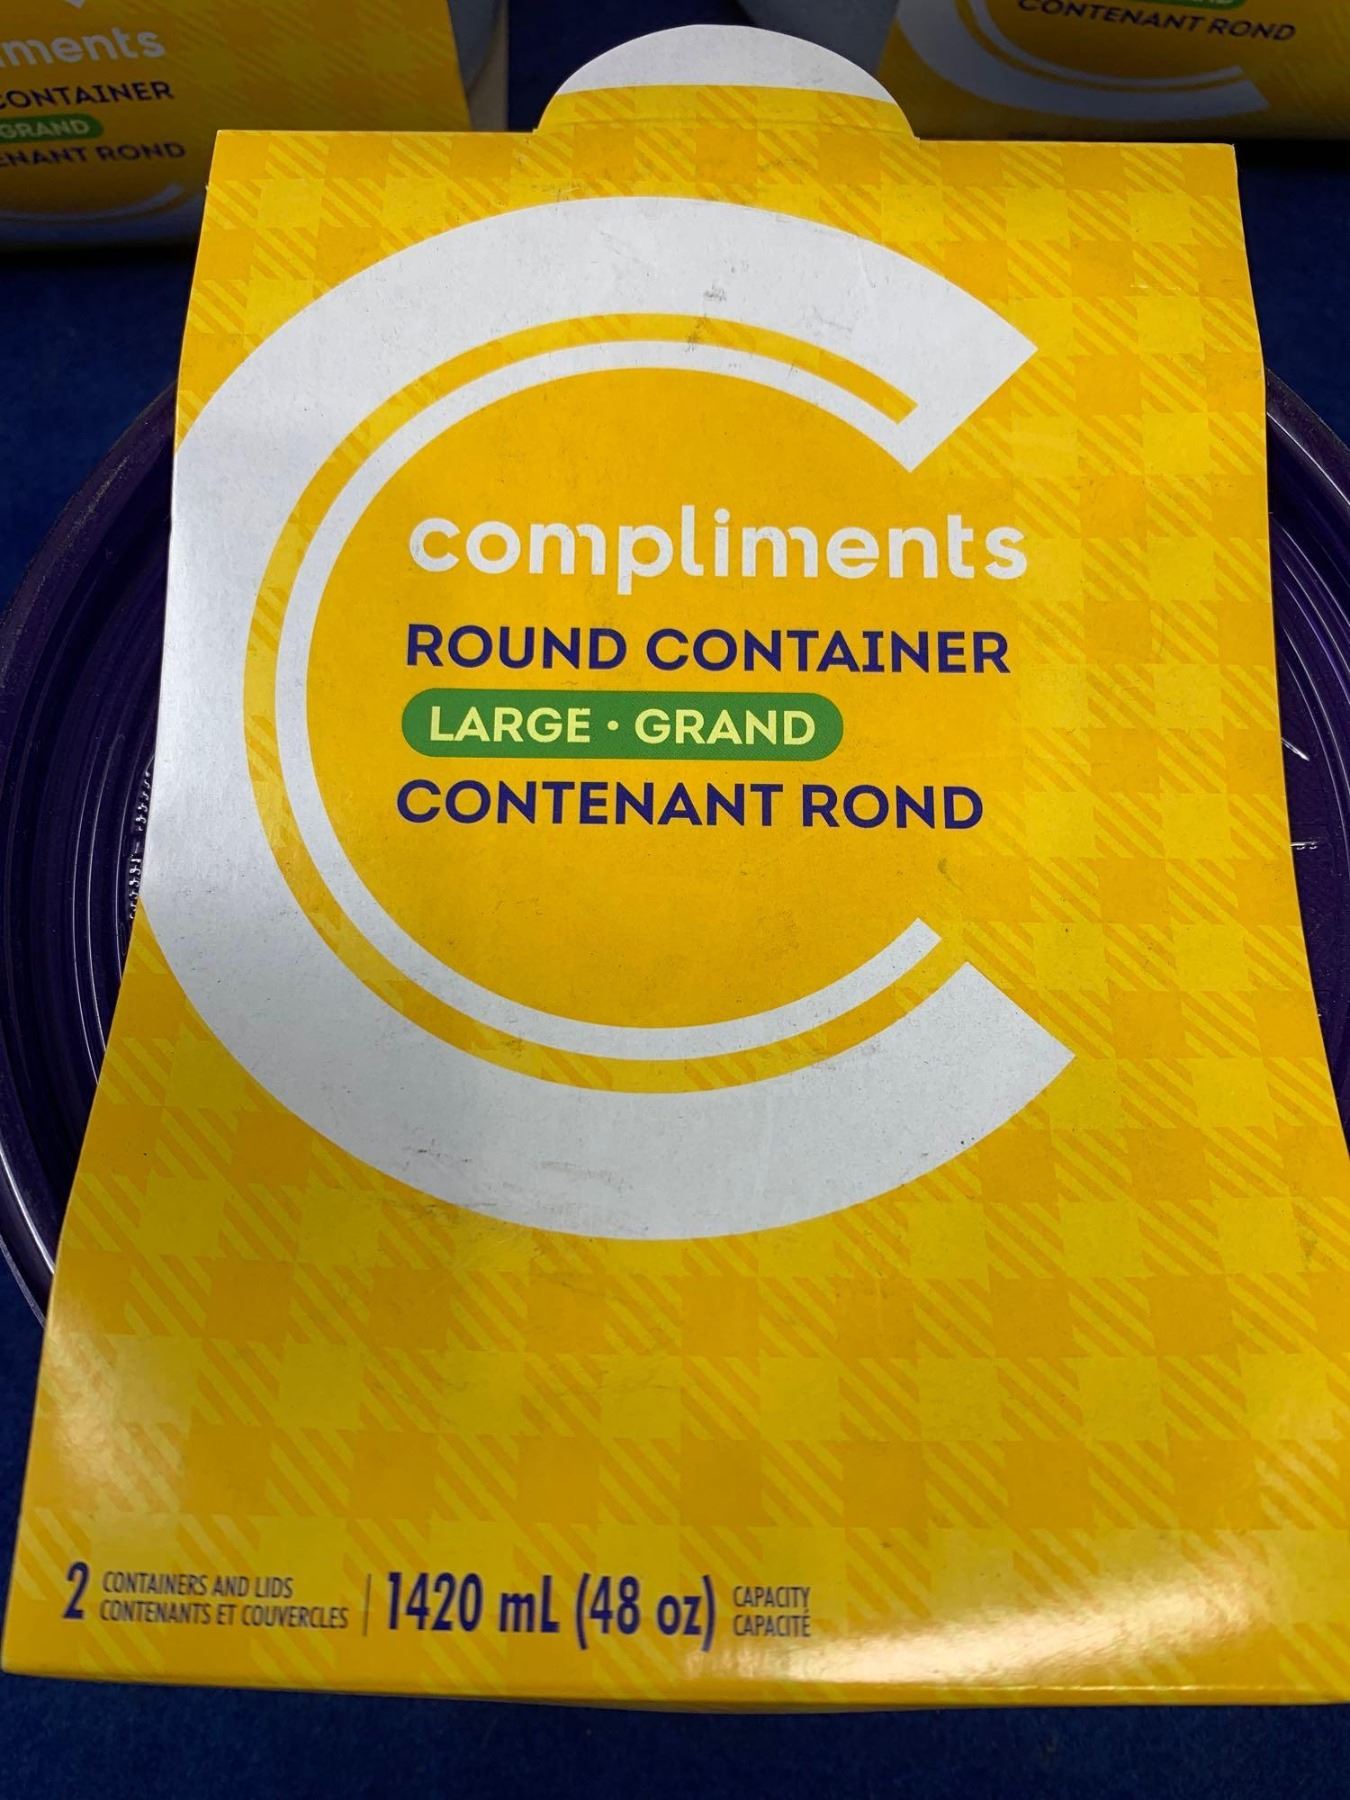 ments
CONTAINER
GRAND
ENANT ROND
CONTENANT ROND
compliments
ROUND CONTAINER
LARGE • GRAND
CONTENANT ROND
2 CONTAINERS AND LIDS
CONTENANTS ET COUVERCLES
1420 mL (48 oz) CAPACITY
CAPACITÉ